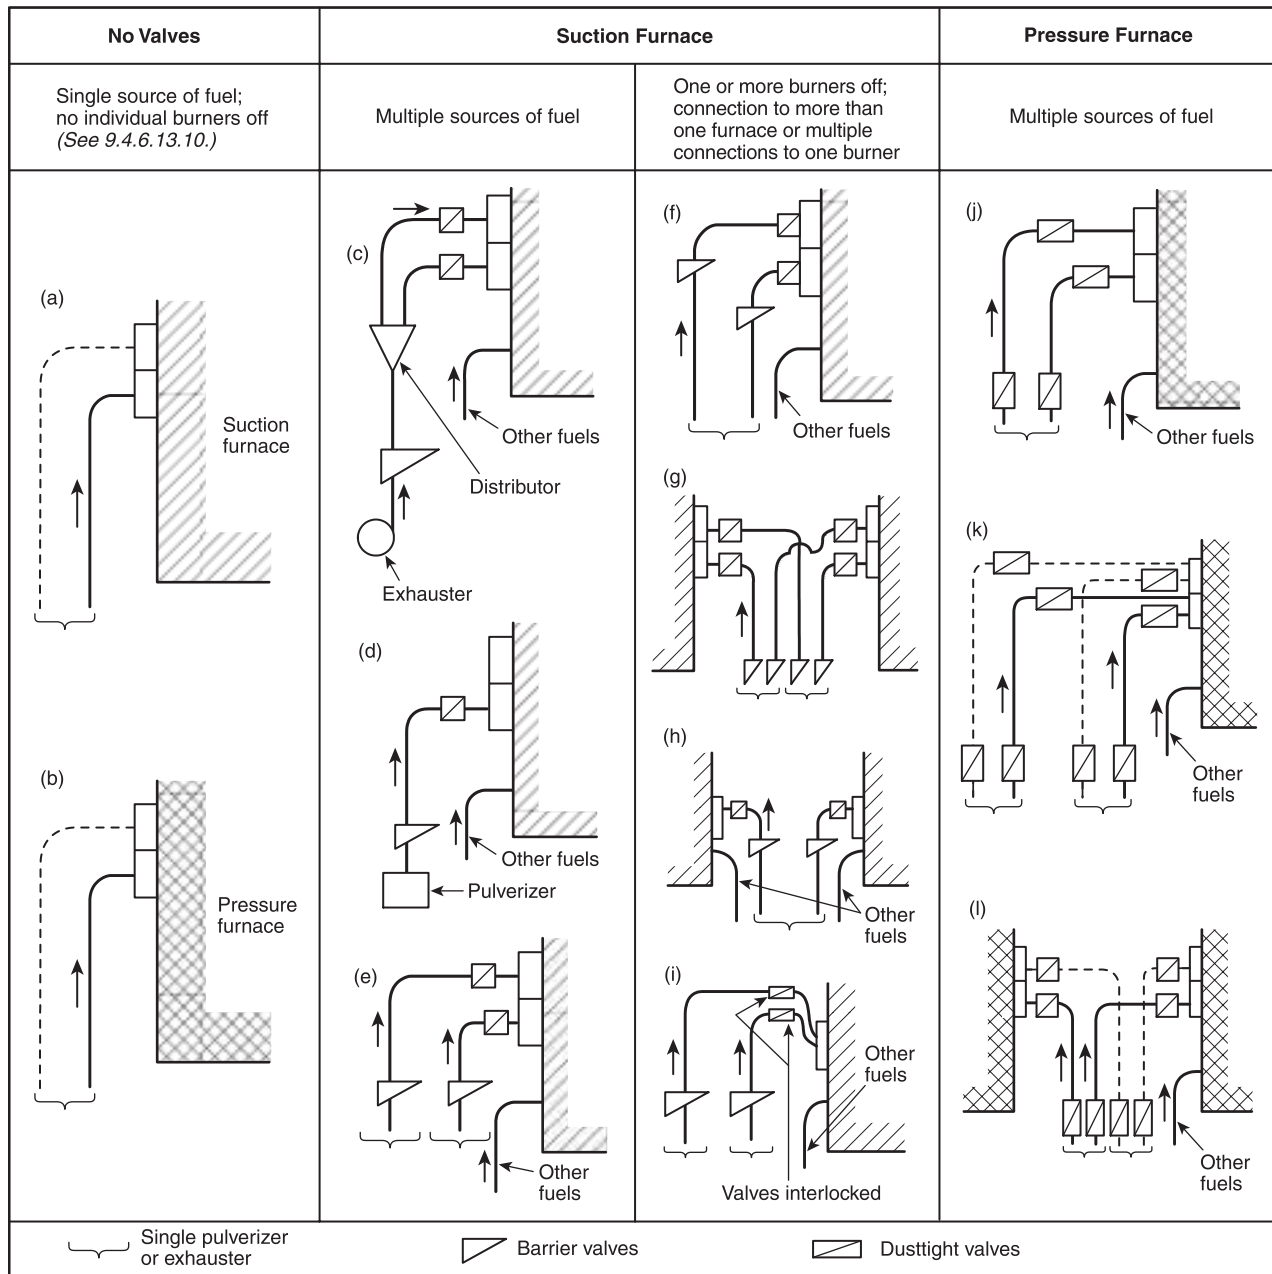 No Valves
Suction Furnace
Pressure Furnace
Single source of fuel;
no individual burners off
(See 9.4.6.13.10.)
Multiple sources of fuel
One or more burners off;
connection to more than
one furnace or multiple
connections to one burner
Multiple sources of fuel
(a)
Suction
furnace
(b)
Pressure
furnace
(c)
Other fuels
Distributor
Exhauster
(d)
Other fuels
Pulverizer
(e)
Other
fuels
(f)
Other fuels
(g)
(h)
Other
fuels
(i)
Other
fuels
Valves interlocked
(j)
Other fuels
(k)
Other
fuels
(l)
Other
fuels
Single pulverizer
or exhauster
Barrier valves
Dusttight valves